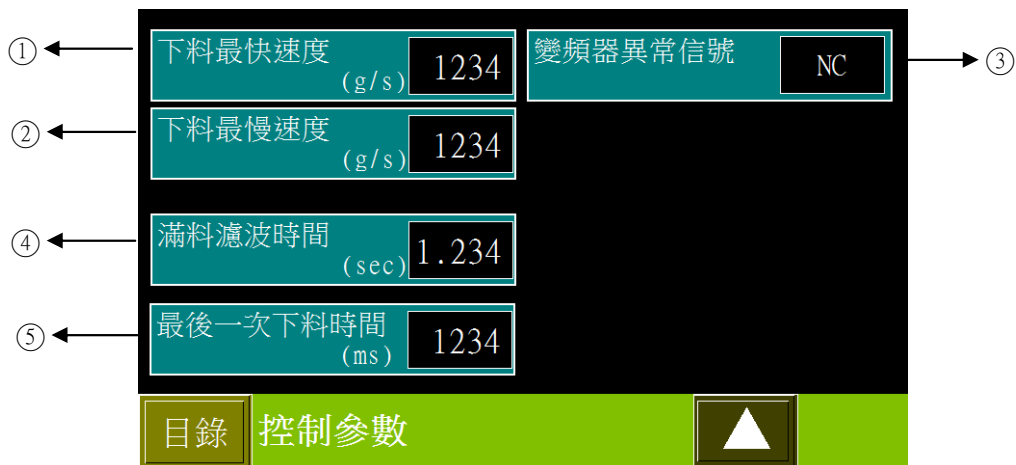 ①
下料最快速度
(g/s)
1234
變頻器異常信號
NC
③
②
下料最慢速度
(g/s)
1234
④
滿料濾波時間
(sec)
1.234
⑤
最後一次下料時間
(ms)
1234
目錄
控制參數